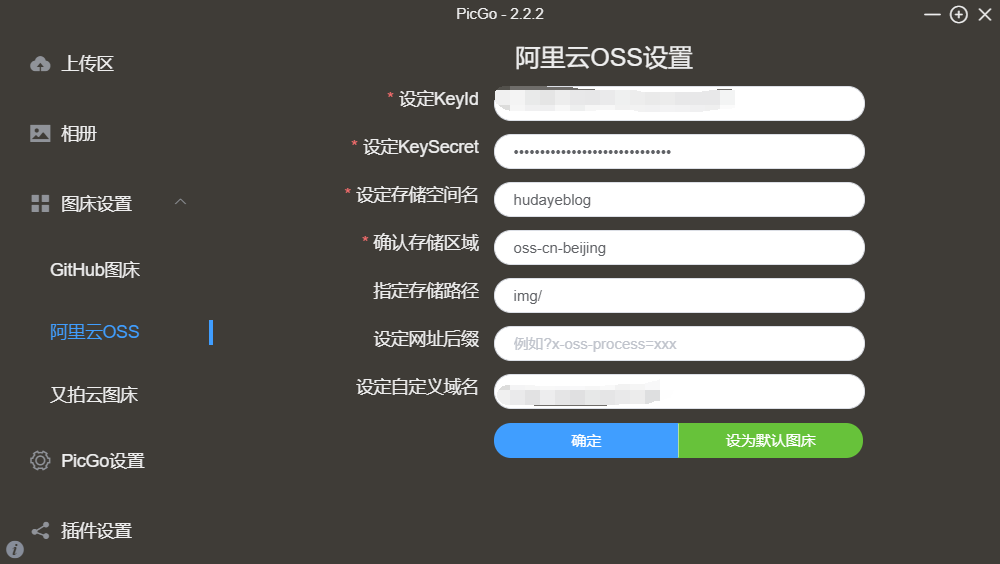 PicGo - 2.2.2
上传区
相册
图床设置
GitHub图床
阿里云OSS
又拍云图床
PicGo设置
插件设置
阿里云OSS设置
* 设定KeyId
* 设定KeySecret ••••••••••••••••••••••••••••••
* 设定存储空间名 hudayeblog
* 确认存储区域 oss-cn-beijing
指定存储路径 img/
设定网址后缀 例如?x-oss-process=xxx
设定自定义域名
确定 设为默认图床